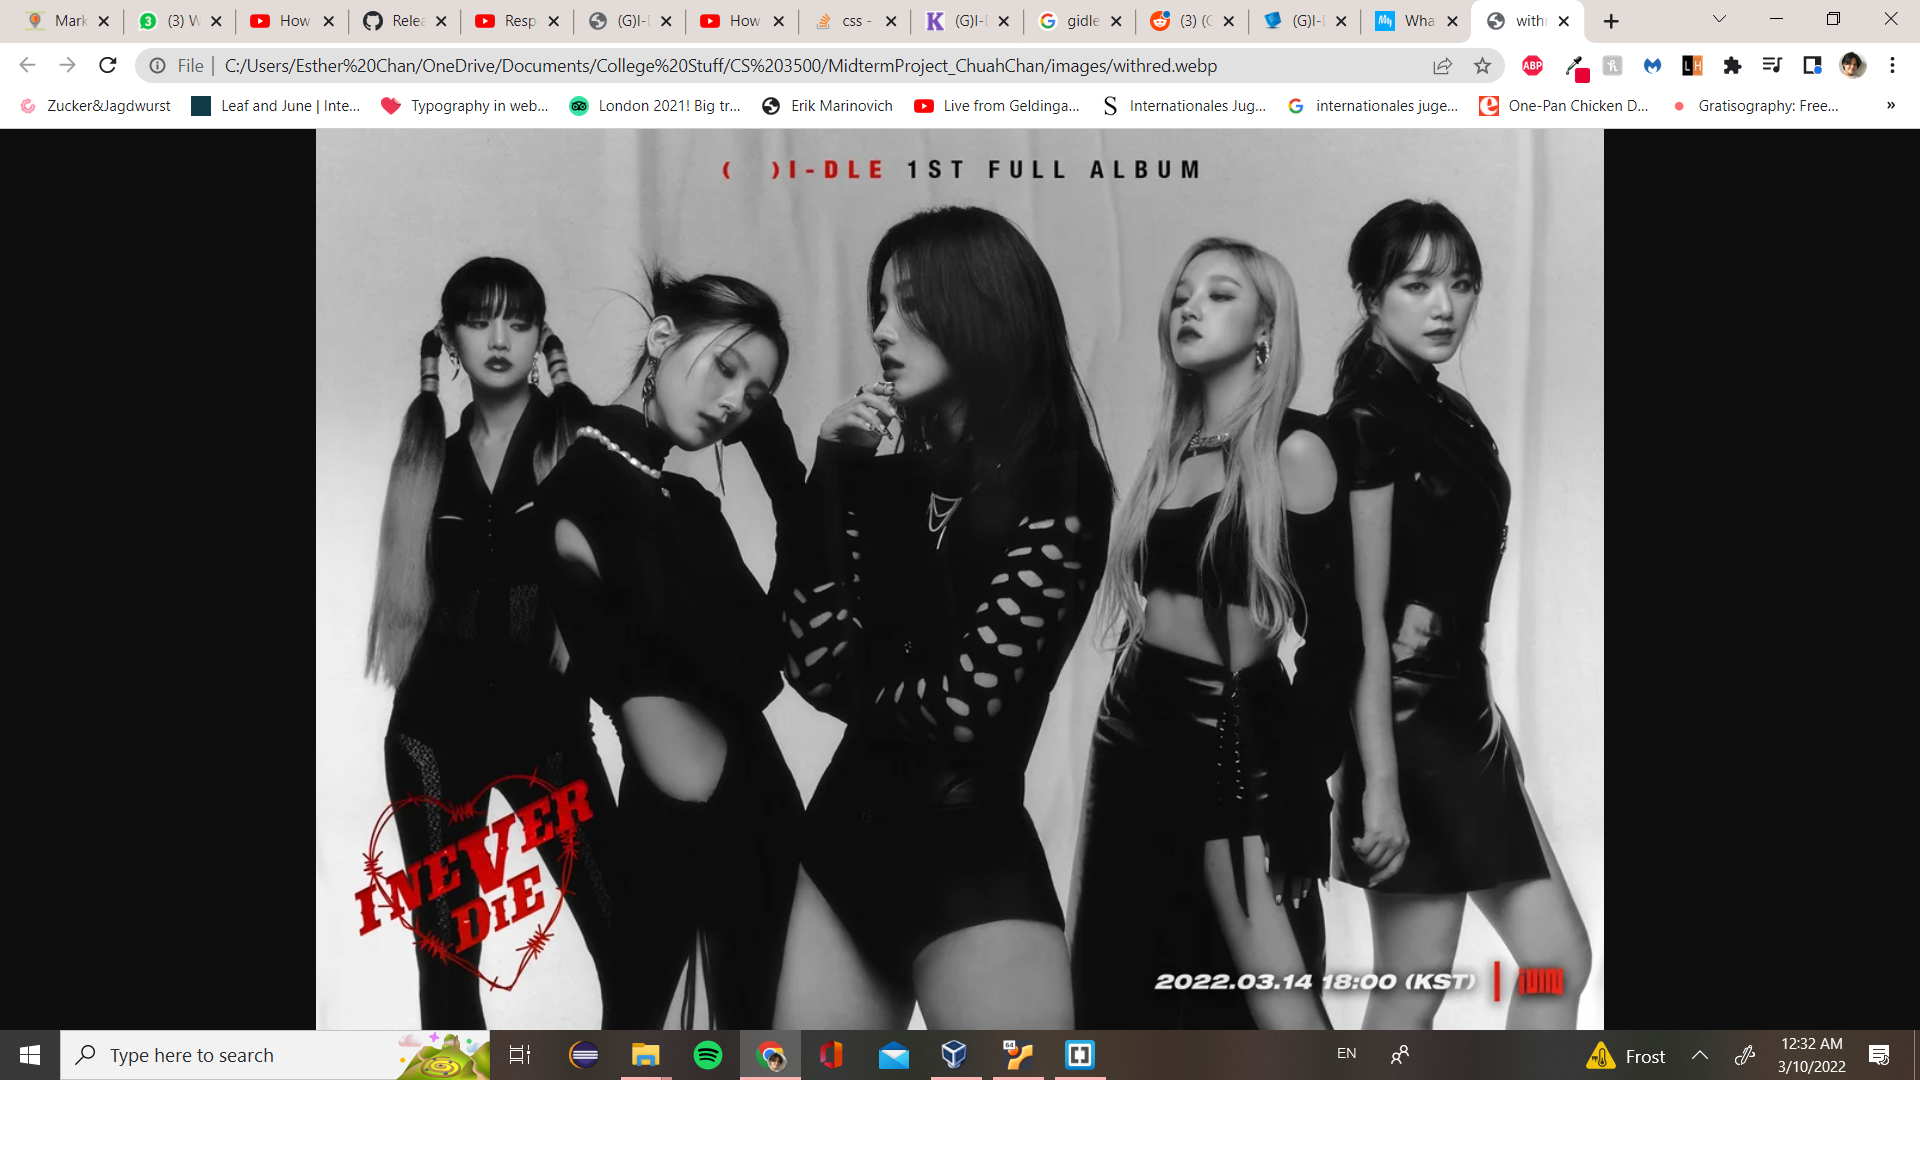 Mark
(3) W
How
Relea
Resp
(G)I-I
How
css -
(G)I-I
gidle
(3) (G
(G)I-I
Wha
with
File | C:/Users/Esther%20Chan/OneDrive/Documents/College%20Stuff/CS%203500/MidtermProject_ChuahChan/images/withred.webp
ABP
LH
Zucker&Jagdwurst
Leaf and June | Inte...
Typography in web...
London 2021! Big tr...
Erik Marinovich
Live from Geldinga...
Internationales Jug...
internationales juge...
One-Pan Chicken D...
Gratisography: Free...
»
( )I-DLE 1ST FULL ALBUM
I NEVER
DIE
2022.03.14 18:00 (KST)
Type here to search
64
EN
Frost
12:32 AM
3/10/2022